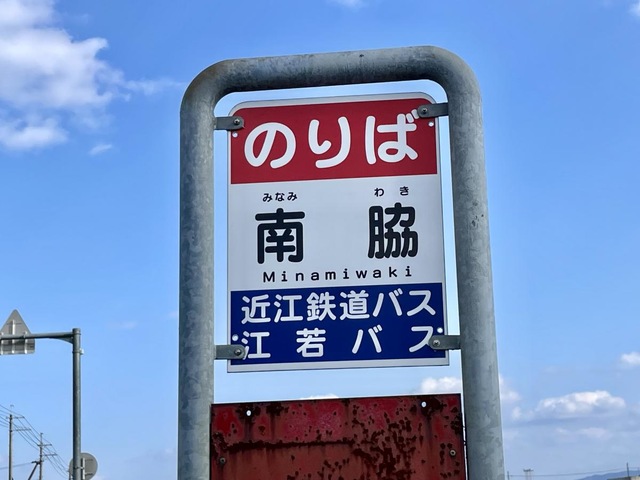 のりば
みなみ わき
南 脇
Minamiwaki
近江鉄道バス
江若バス